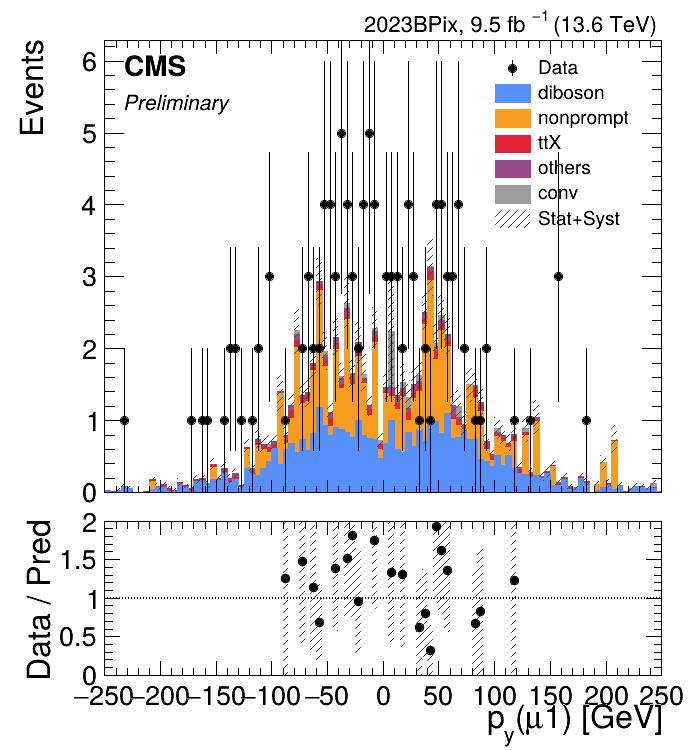 2023BPix, 9.5 fb⁻¹ (13.6 TeV)
CMS
Preliminary
Data
diboson
nonprompt
ttX
others
conv
Stat+Syst
Events
6
5
4
3
2
1
0
Data / Pred
2
1.5
1
0.5
0
−250 −200 −150 −100 −50 0 50 100 150 200 250
p_y(μ1) [GeV]